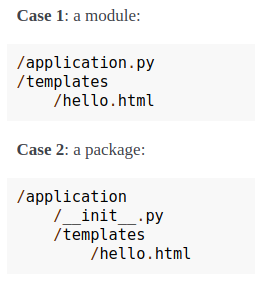 Case 1: a module:
/application.py
/templates
    /hello.html
Case 2: a package:
/application
    /__init__.py
    /templates
        /hello.html